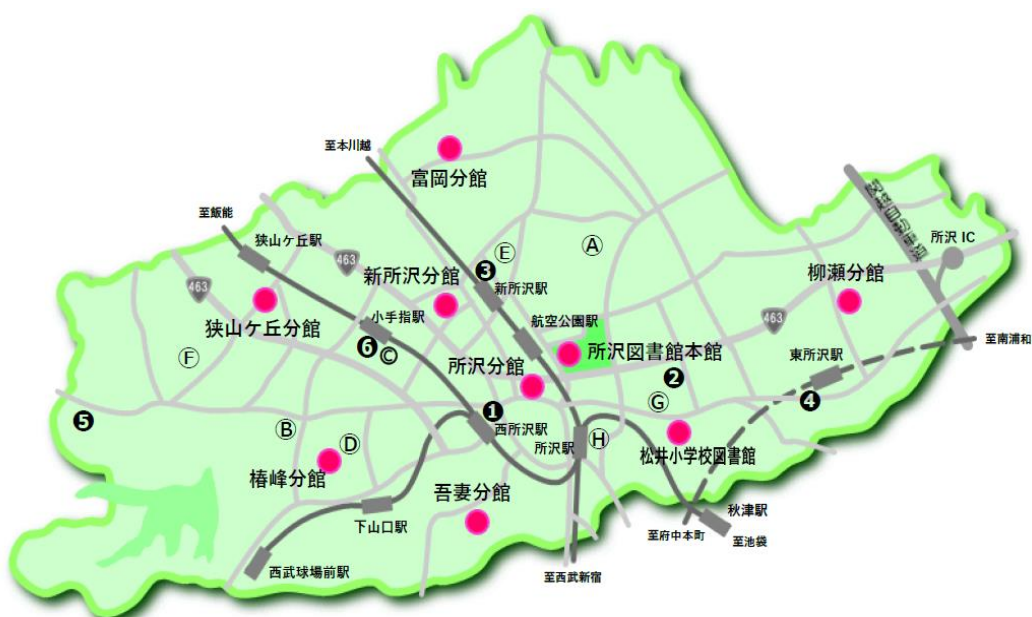 至本川越
富岡分館
至飯能
狭山ケ丘駅
463
Ⓔ
Ⓐ
所沢 IC
新所沢分館
❸
新所沢駅
柳瀬分館
463
狭山ケ丘分館
小手指駅
航空公園駅
463
至南浦和
Ⓕ
❻
Ⓒ
所沢分館
所沢図書館本館
東所沢駅
❷
❺
❶
Ⓖ
❹
Ⓑ
Ⓓ
西所沢駅
所沢駅
Ⓗ
松井小学校図書館
椿峰分館
吾妻分館
下山口駅
秋津駅
至府中本町
至池袋
西武球場前駅
至西武新宿